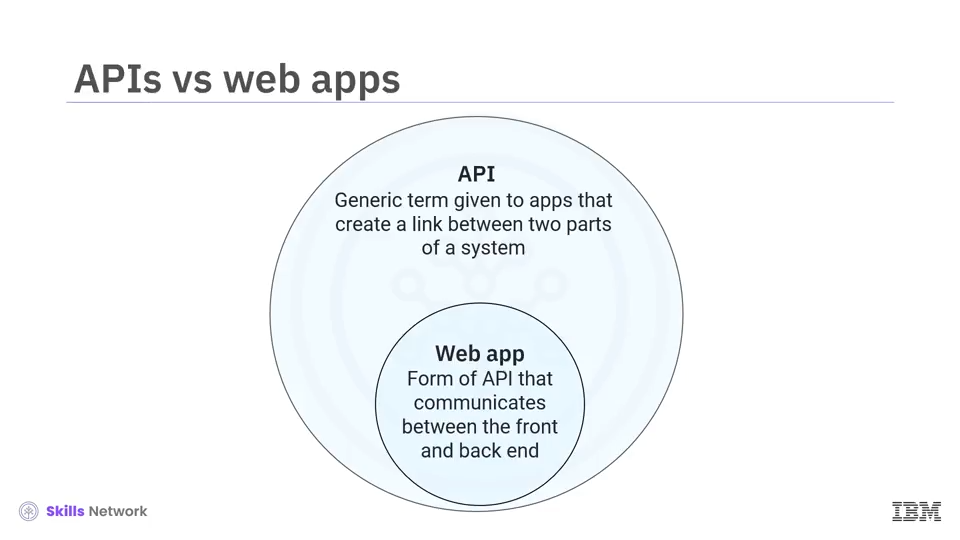 APIs vs web apps
API
Generic term given to apps that
create a link between two parts
of a system
Web app
Form of API that
communicates
between the front
and back end
Skills Network
IBM